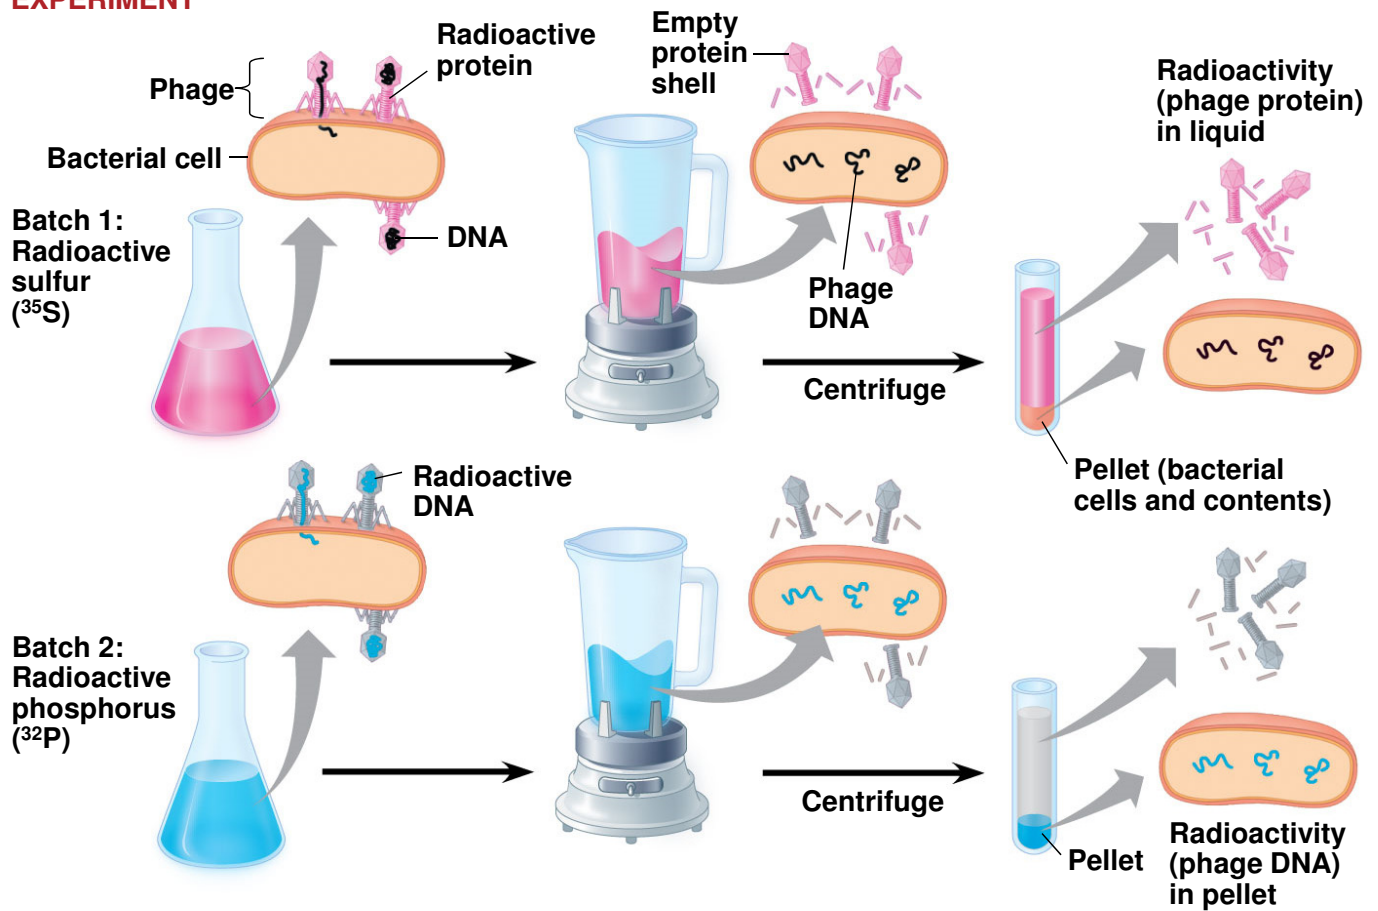 EXPERIMENT
Phage
Radioactive
protein
Bacterial cell
DNA
Batch 1:
Radioactive
sulfur
(³⁵S)
Empty
protein
shell
Phage
DNA
Centrifuge
Radioactivity
(phage protein)
in liquid
Pellet (bacterial
cells and contents)
Radioactive
DNA
Batch 2:
Radioactive
phosphorus
(³²P)
Centrifuge
Pellet
Radioactivity
(phage DNA)
in pellet